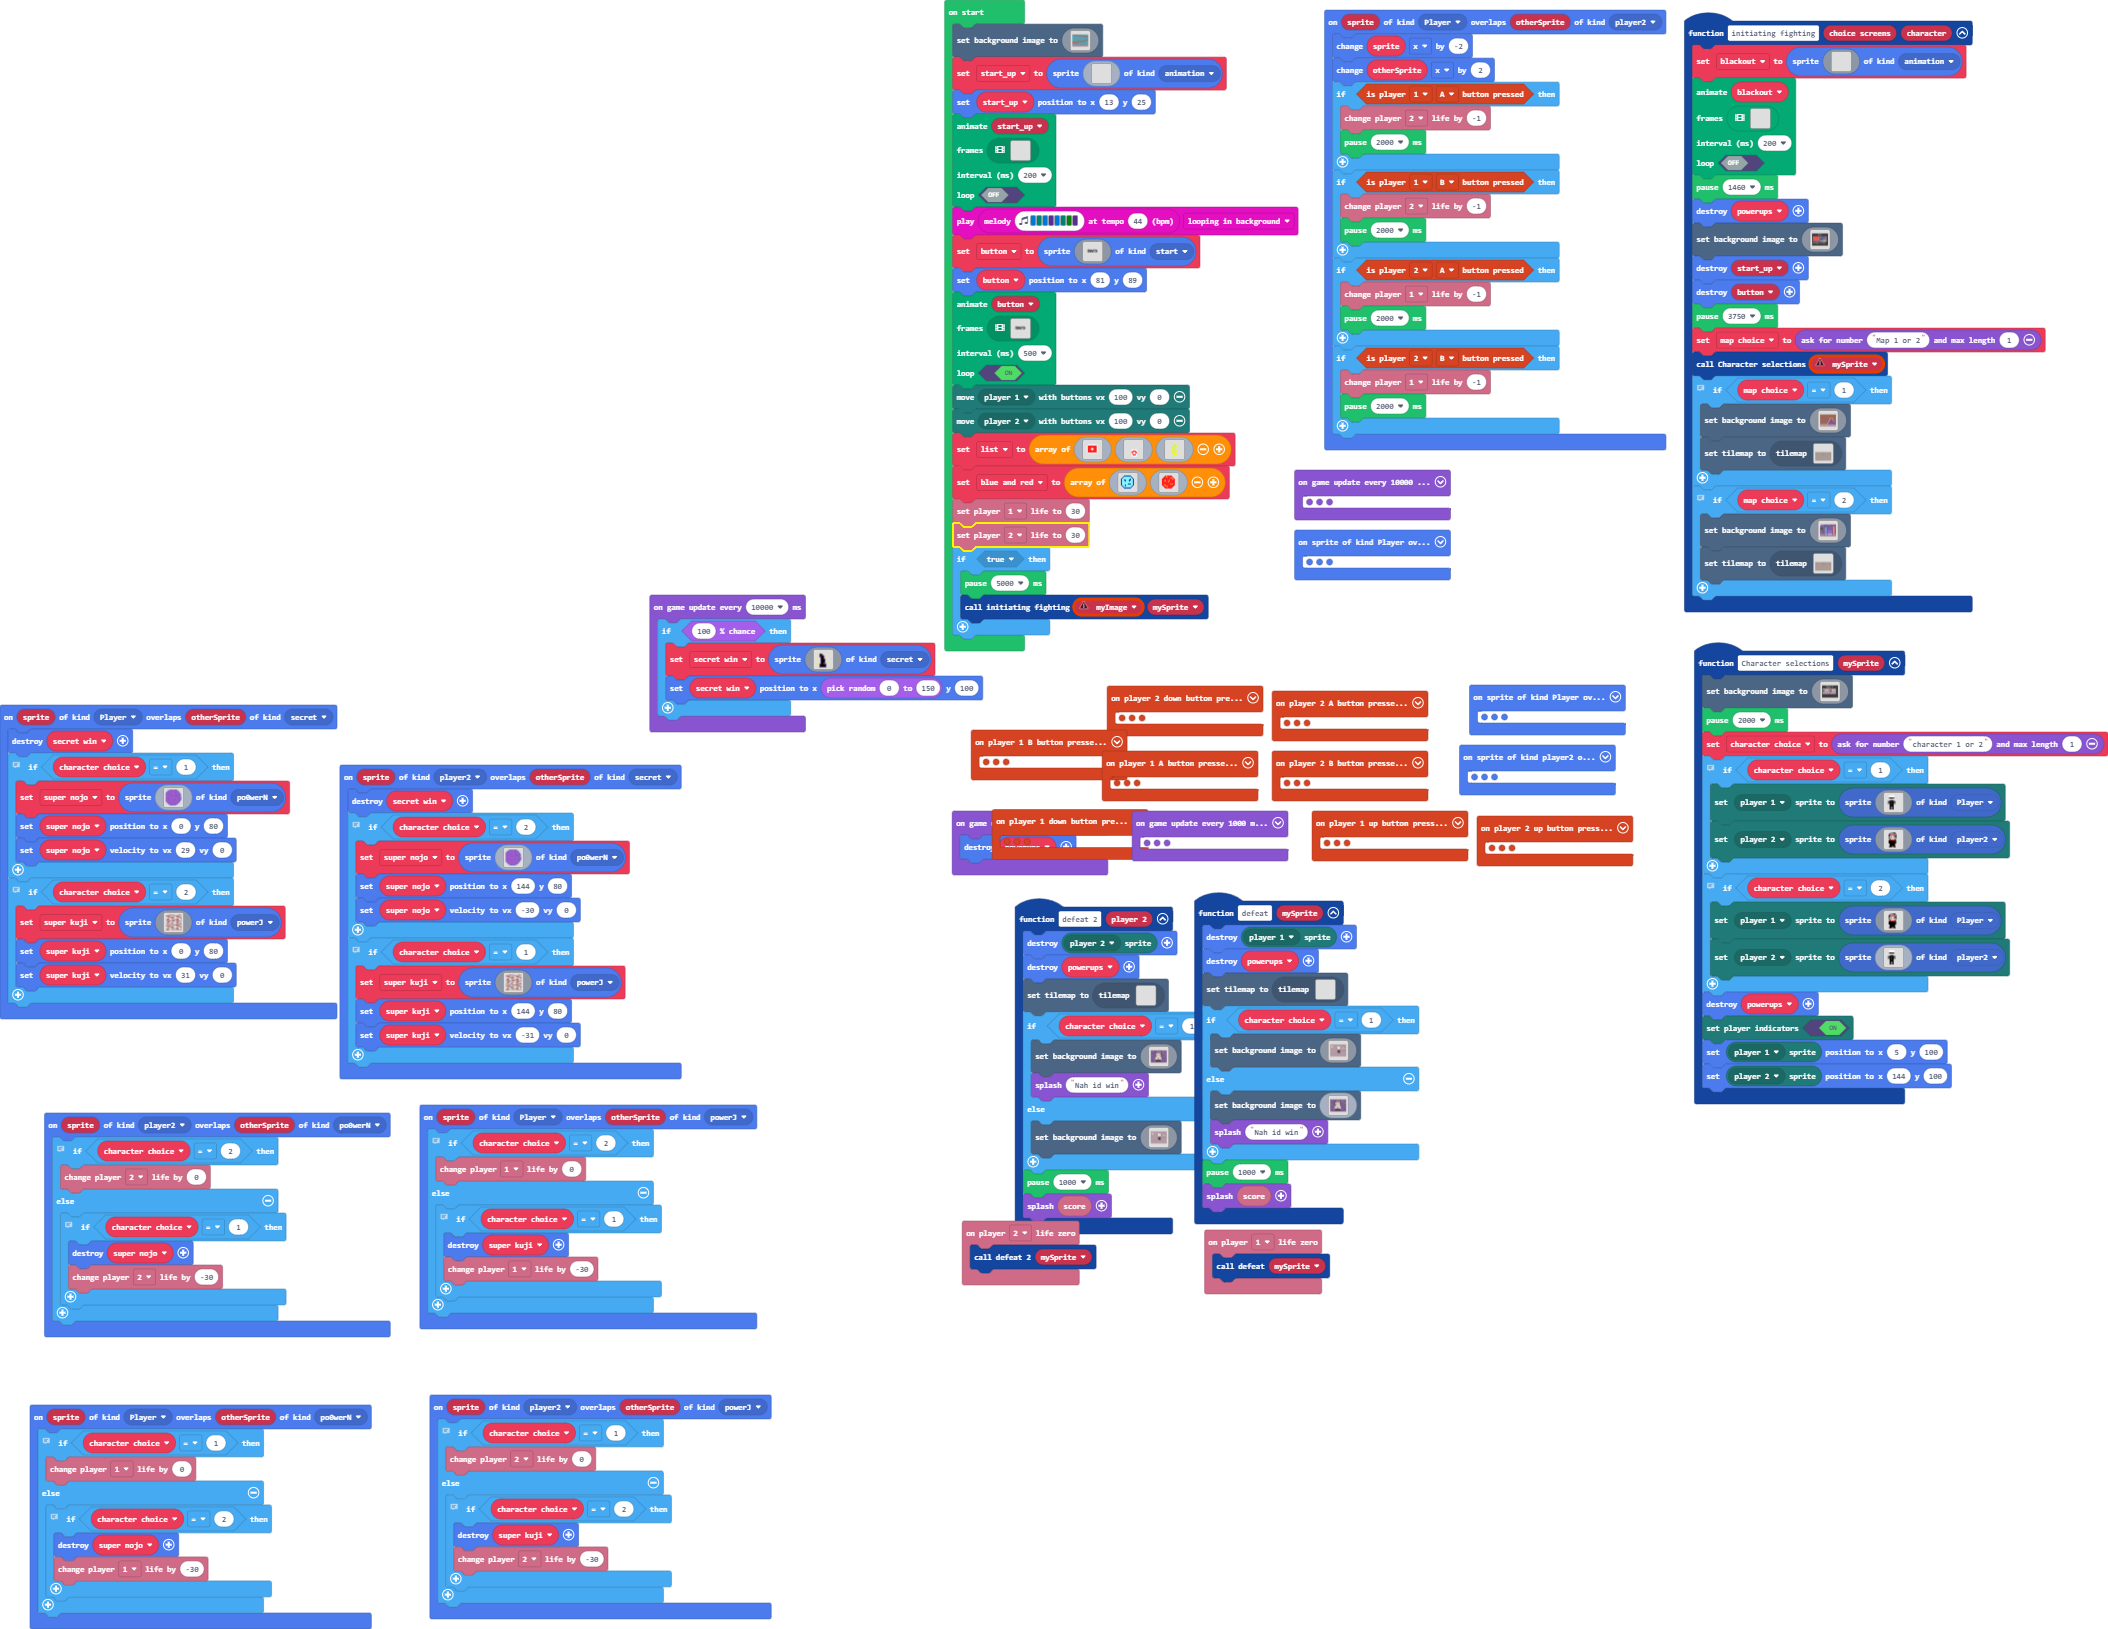 on start
set background image to
set start_up to sprite of kind animation
set start_up position to x 13 y 25
animate start_up
frames
interval (ms) 200
loop OFF
play melody at tempo 44 (bpm) looping in background
set button to sprite of kind start
set button position to x 81 y 89
animate button
frames
interval (ms) 500
loop ON
move player 1 with buttons vx 100 vy 0
move player 2 with buttons vx 100 vy 0
set list to array of
set blue and red to array of
set player 1 life to 30
set player 2 life to 30
if true then
pause 5000 ms
call initiating fighting myImage mySprite
on sprite of kind Player overlaps otherSprite of kind player2
change sprite x by -2
change otherSprite x by 2
if is player 1 A button pressed then
change player 2 life by -1
pause 2000 ms
if is player 1 B button pressed then
change player 2 life by -1
pause 2000 ms
if is player 2 A button pressed then
change player 1 life by -1
pause 2000 ms
if is player 2 B button pressed then
change player 1 life by -1
pause 2000 ms
on game update every 10000 ...
on sprite of kind Player ov...
function initiating fighting choice screens character
set blackout to sprite of kind animation
animate blackout
frames
interval (ms) 200
loop OFF
pause 1460 ms
destroy powerups
set background image to
destroy start_up
destroy button
pause 3750 ms
set map choice to ask for number "Map 1 or 2" and max length 1
call Character selections mySprite
if map choice = 1 then
set background image to
set tilemap to tilemap
if map choice = 2 then
set background image to
set tilemap to tilemap
on game update every 10000 ms
if 100 % chance then
set secret win to sprite of kind secret
set secret win position to x pick random 0 to 150 y 100
function Character selections mySprite
set background image to
pause 2000 ms
set character choice to ask for number "character 1 or 2" and max length 1
if character choice = 1 then
set player 1 sprite to sprite of kind Player
set player 2 sprite to sprite of kind player2
if character choice = 2 then
set player 1 sprite to sprite of kind Player
set player 2 sprite to sprite of kind player2
destroy powerups
set player indicators ON
set player 1 sprite position to x 5 y 100
set player 2 sprite position to x 144 y 100
on sprite of kind Player overlaps otherSprite of kind secret
destroy secret win
if character choice = 1 then
set super nojo to sprite of kind po0werN
set super nojo position to x 0 y 80
set super nojo velocity to vx 29 vy 0
if character choice = 2 then
set super kuji to sprite of kind powerJ
set super kuji position to x 0 y 80
set super kuji velocity to vx 31 vy 0
on sprite of kind player2 overlaps otherSprite of kind secret
destroy secret win
if character choice = 2 then
set super nojo to sprite of kind po0werN
set super nojo position to x 144 y 80
set super nojo velocity to vx -30 vy 0
if character choice = 1 then
set super kuji to sprite of kind powerJ
set super kuji position to x 144 y 80
set super kuji velocity to vx -31 vy 0
on player 2 down button pre...
on player 2 A button presse...
on sprite of kind Player ov...
on player 1 B button presse...
on player 1 A button presse...
on player 2 B button presse...
on sprite of kind player2 o...
on game
destroy
on player 1 down button pre...
on game update every 1000 m...
on player 1 up button press...
on player 2 up button press...
function defeat 2 player 2
destroy player 2 sprite
destroy powerups
set tilemap to tilemap
if character choice = 1
set background image to
splash "Nah id win"
else
set background image to
pause 1000 ms
splash score
on player 2 life zero
call defeat 2 mySprite
function defeat mySprite
destroy player 1 sprite
destroy powerups
set tilemap to tilemap
if character choice = 1 then
set background image to
else
set background image to
splash "Nah id win"
pause 1000 ms
splash score
on player 1 life zero
call defeat mySprite
on sprite of kind player2 overlaps otherSprite of kind po0werN
if character choice = 2 then
change player 2 life by 0
else
if character choice = 1 then
destroy super nojo
change player 2 life by -30
on sprite of kind Player overlaps otherSprite of kind powerJ
if character choice = 2 then
change player 1 life by 0
else
if character choice = 1 then
destroy super kuji
change player 1 life by -30
on sprite of kind Player overlaps otherSprite of kind po0werN
if character choice = 1 then
change player 1 life by 0
else
if character choice = 2 then
destroy super nojo
change player 1 life by -30
on sprite of kind player2 overlaps otherSprite of kind powerJ
if character choice = 1 then
change player 2 life by 0
else
if character choice = 2 then
destroy super kuji
change player 2 life by -30